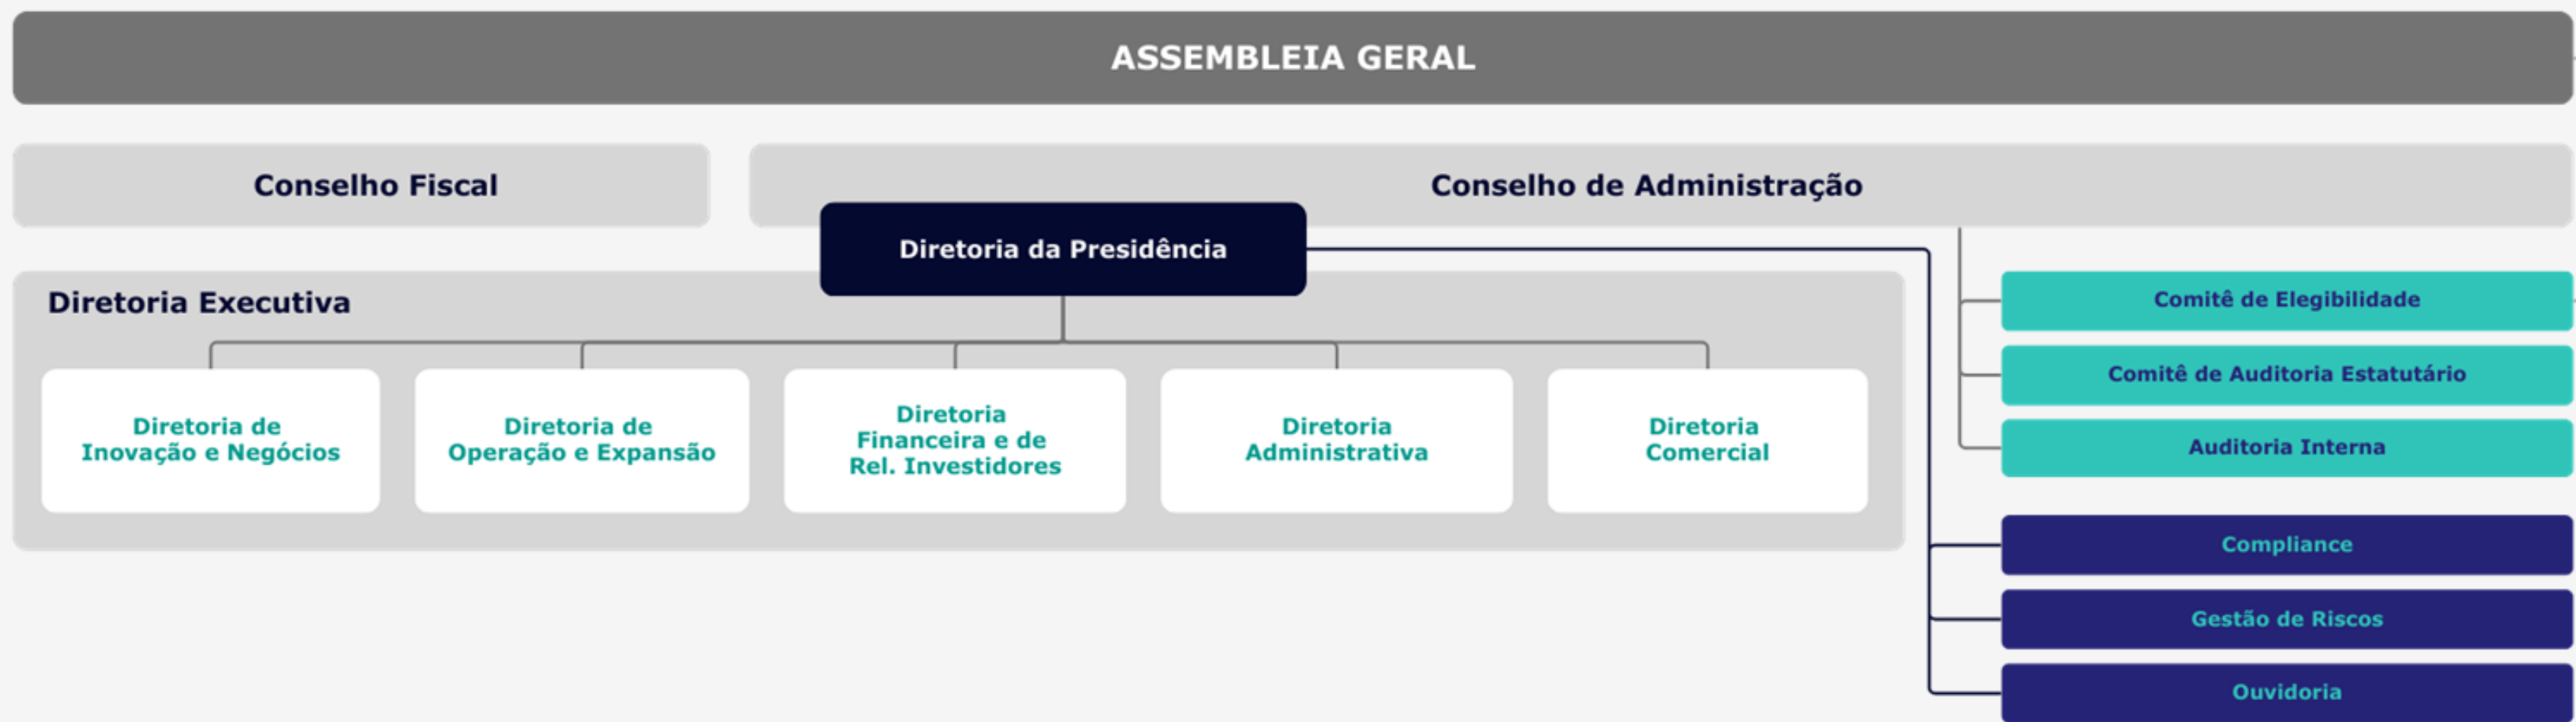 ASSEMBLEIA GERAL
Conselho Fiscal
Conselho de Administração
Diretoria da Presidência
Diretoria Executiva
Diretoria de
Inovação e Negócios
Diretoria de
Operação e Expansão
Diretoria
Financeira e de
Rel. Investidores
Diretoria
Administrativa
Diretoria
Comercial
Comitê de Elegibilidade
Comitê de Auditoria Estatutário
Auditoria Interna
Compliance
Gestão de Riscos
Ouvidoria